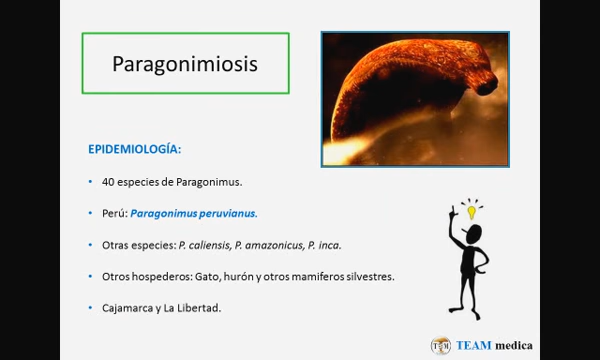 Paragonimiosis
EPIDEMIOLOGÍA:
• 40 especies de Paragonimus.
• Perú: Paragonimus peruvianus.
• Otras especies: P. caliensis, P. amazonicus, P. inca.
• Otros hospederos: Gato, hurón y otros mamiferos silvestres.
• Cajamarca y La Libertad.
TEAM medica